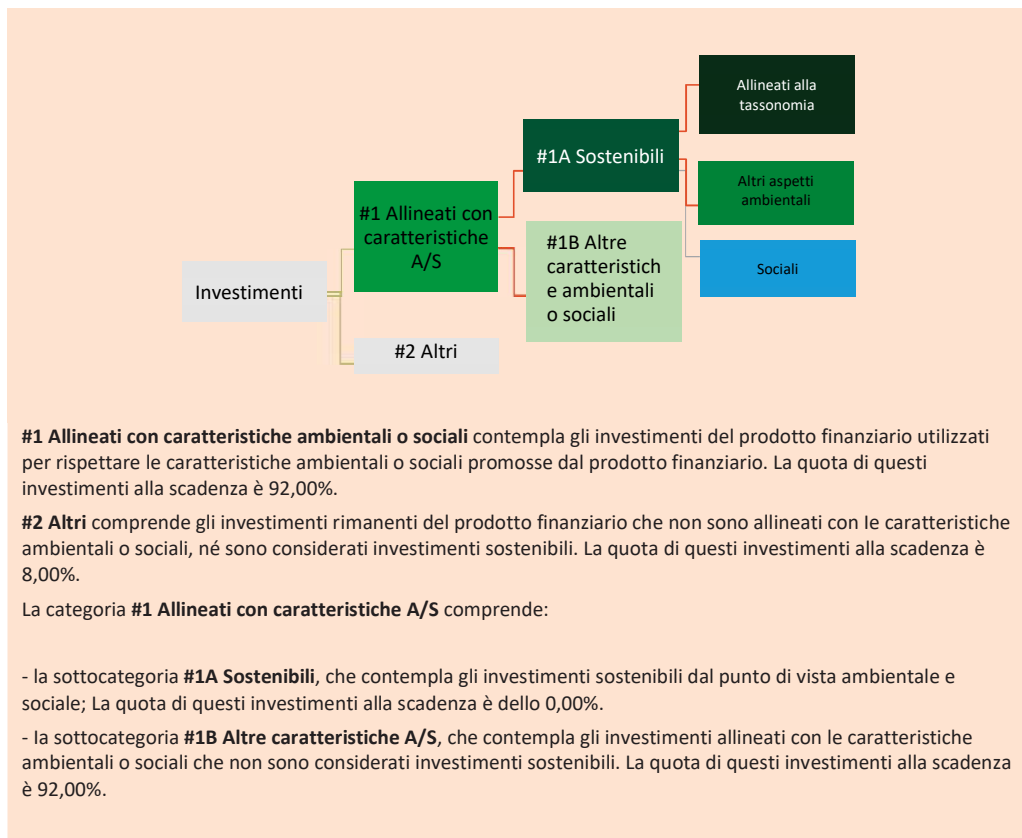 Allineati alla
tassonomia
#1A Sostenibili
Altri aspetti
ambientali
#1 Allineati con
caratteristiche
A/S
#1B Altre
caratteristich
e ambientali
o sociali
Sociali
Investimenti
#2 Altri
#1 Allineati con caratteristiche ambientali o sociali contempla gli investimenti del prodotto finanziario utilizzati
per rispettare le caratteristiche ambientali o sociali promosse dal prodotto finanziario. La quota di questi
investimenti alla scadenza è 92,00%.
#2 Altri comprende gli investimenti rimanenti del prodotto finanziario che non sono allineati con le caratteristiche
ambientali o sociali, né sono considerati investimenti sostenibili. La quota di questi investimenti alla scadenza è
8,00%.
La categoria #1 Allineati con caratteristiche A/S comprende:
- la sottocategoria #1A Sostenibili, che contempla gli investimenti sostenibili dal punto di vista ambientale e
sociale; La quota di questi investimenti alla scadenza è dello 0,00%.
- la sottocategoria #1B Altre caratteristiche A/S, che contempla gli investimenti allineati con le caratteristiche
ambientali o sociali che non sono considerati investimenti sostenibili. La quota di questi investimenti alla scadenza
è 92,00%.